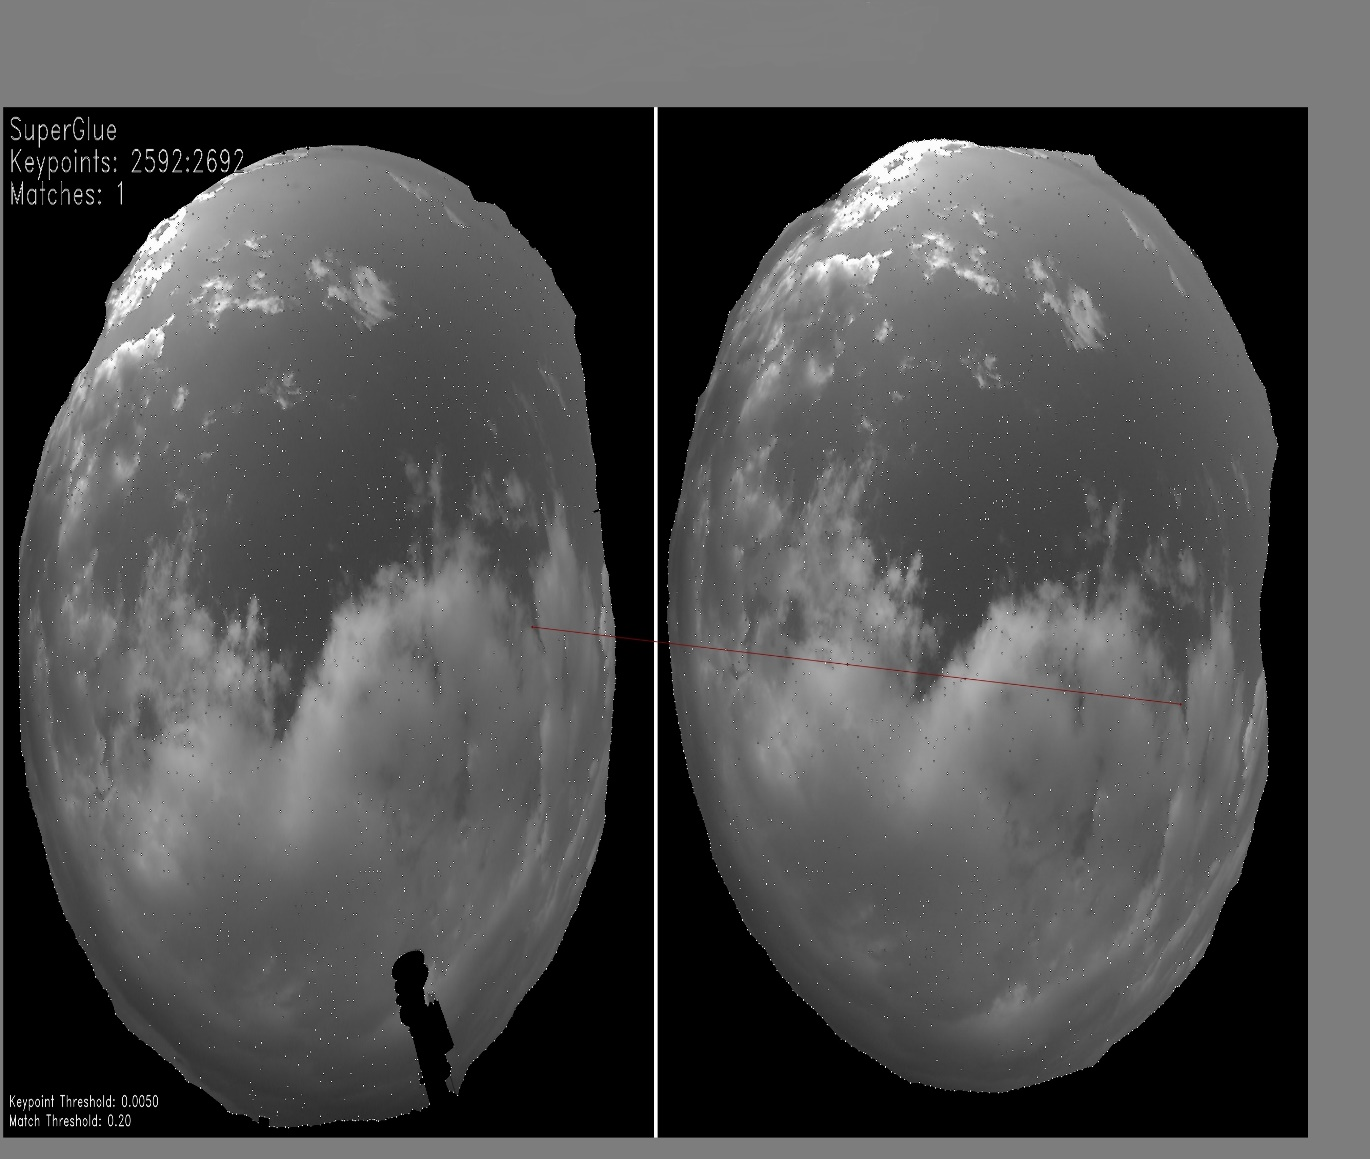 SuperGlue
Keypoints: 2592:2692
Matches: 1
Keypoint Threshold: 0.0050
Match Threshold: 0.20